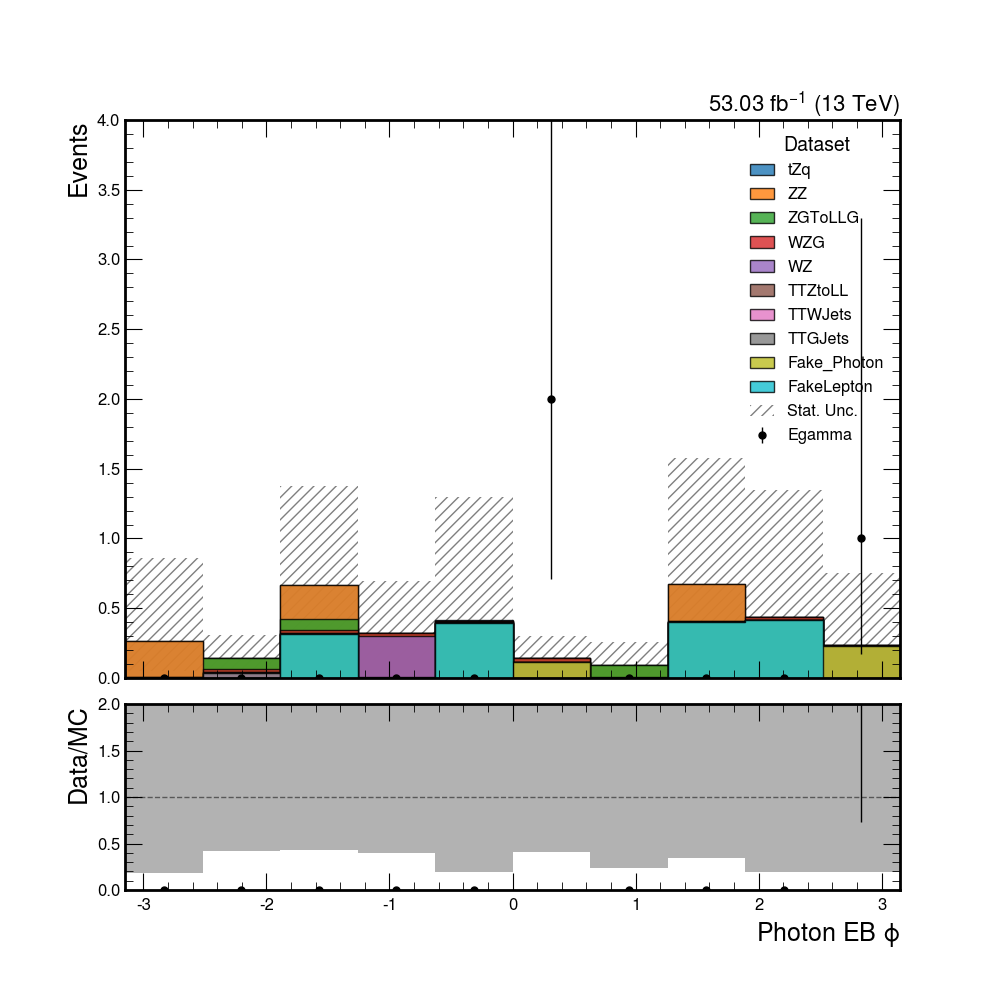 53.03 fb⁻¹ (13 TeV)
Events
4.0
3.5
3.0
2.5
2.0
1.5
1.0
0.5
0.0
Dataset
tZq
ZZ
ZGToLLG
WZG
WZ
TTZtoLL
TTWJets
TTGJets
Fake_Photon
FakeLepton
Stat. Unc.
Egamma
Data/MC
2.0
1.5
1.0
0.5
0.0
-3 -2 -1 0 1 2 3
Photon EB ϕ